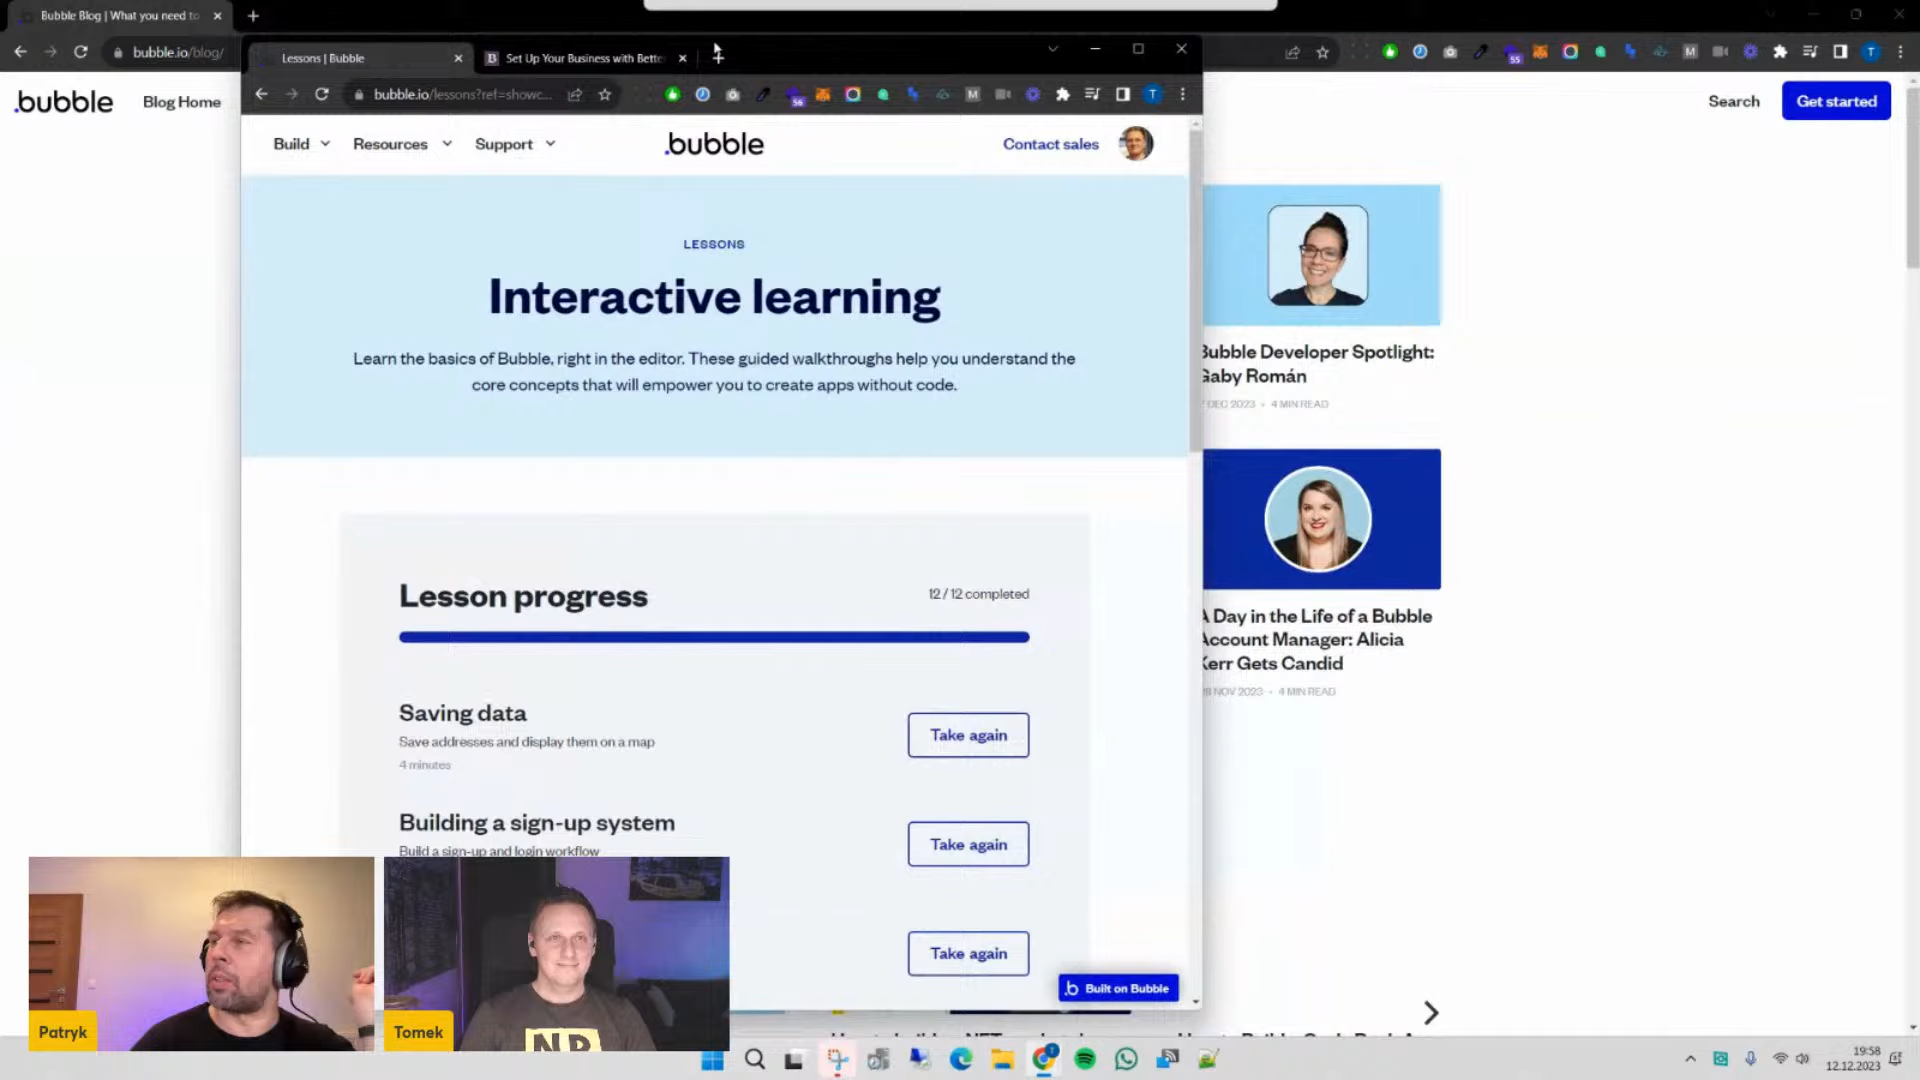 Bubble Blog | What you need to
bubble.io/blog/
.bubble
Blog Home
Search
Get started
Lessons | Bubble
B Set Up Your Business with Bette
bubble.io/lessons?ref=showc...
55
56
M
M
T
T
Build
Resources
Support
.bubble
Contact sales
LESSONS
Interactive learning
Learn the basics of Bubble, right in the editor. These guided walkthroughs help you understand the
core concepts that will empower you to create apps without code.
Lesson progress
12 / 12 completed
Saving data
Save addresses and display them on a map
4 minutes
Take again
Building a sign-up system
Build a sign-up and login workflow
Take again
Take again
.b Built on Bubble
Bubble Developer Spotlight:
Gaby Román
DEC 2023 • 4 MIN READ
A Day in the Life of a Bubble
Account Manager: Alicia
Kerr Gets Candid
NOV 2023 • 4 MIN READ
Patryk
Tomek
19:58
12.12.2023